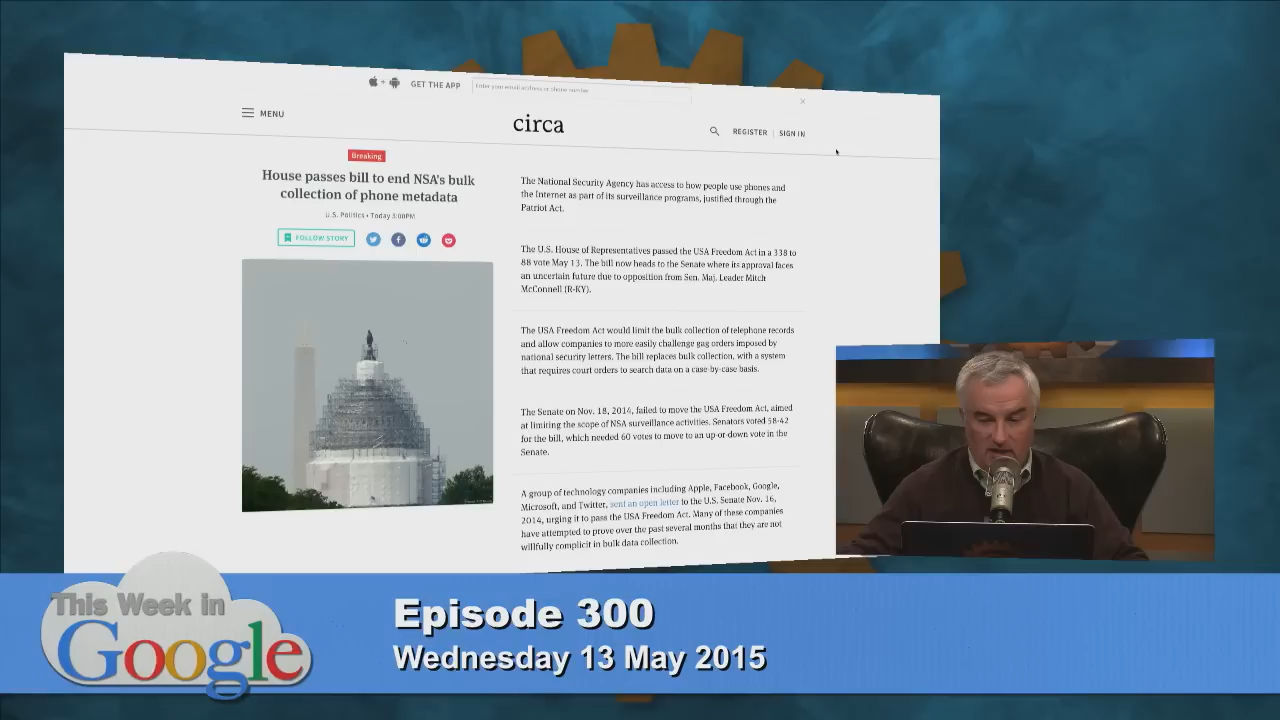 GET THE APP
Enter your email address or phone number
MENU
circa
REGISTER | SIGN IN
Breaking
House passes bill to end NSA's bulk
collection of phone metadata
U.S. Politics • Today 3:00PM
FOLLOW STORY
The National Security Agency has access to how people use phones and
the Internet as part of its surveillance programs, justified through the
Patriot Act.
The U.S. House of Representatives passed the USA Freedom Act in a 338 to
88 vote May 13. The bill now heads to the Senate where its approval faces
an uncertain future due to opposition from Sen. Maj. Leader Mitch
McConnell (R-KY).
The USA Freedom Act would limit the bulk collection of telephone records
and allow companies to more easily challenge gag orders imposed by
national security letters. The bill replaces bulk collection, with a system
that requires court orders to search data on a case-by-case basis.
The Senate on Nov. 18, 2014, failed to move the USA Freedom Act, aimed
at limiting the scope of NSA surveillance activities. Senators voted 58-42
for the bill, which needed 60 votes to move to an up-or-down vote in the
Senate.
A group of technology companies including Apple, Facebook, Google,
Microsoft, and Twitter, sent an open letter to the U.S. Senate Nov. 16,
2014, urging it to pass the USA Freedom Act. Many of these companies
have attempted to prove over the past several months that they are not
willfully complicit in bulk data collection.
This Week in
Google
Episode 300
Wednesday 13 May 2015